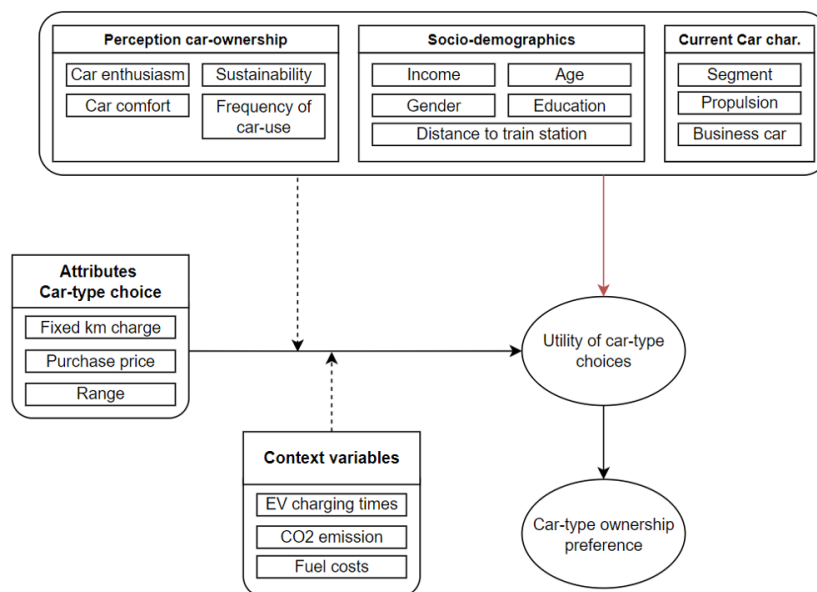 Perception car-ownership
Car enthusiasm
Sustainability
Car comfort
Frequency of
car-use
Socio-demographics
Income
Age
Gender
Education
Distance to train station
Current Car char.
Segment
Propulsion
Business car
Attributes
Car-type choice
Fixed km charge
Purchase price
Range
Utility of car-type
choices
Context variables
EV charging times
CO2 emission
Fuel costs
Car-type ownership
preference